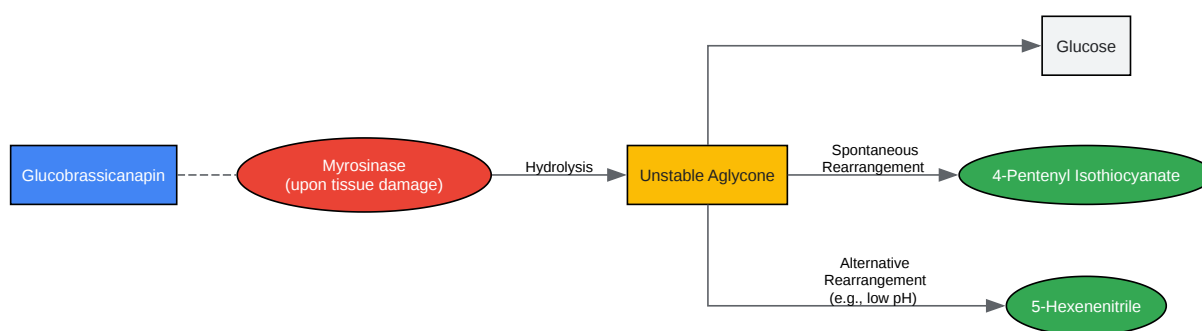 Glucose
Glucobrassicanapin
Myrosinase
(upon tissue damage)
Hydrolysis
Unstable Aglycone
Spontaneous
Rearrangement
4-Pentenyl Isothiocyanate
Alternative
Rearrangement
(e.g., low pH)
5-Hexenenitrile